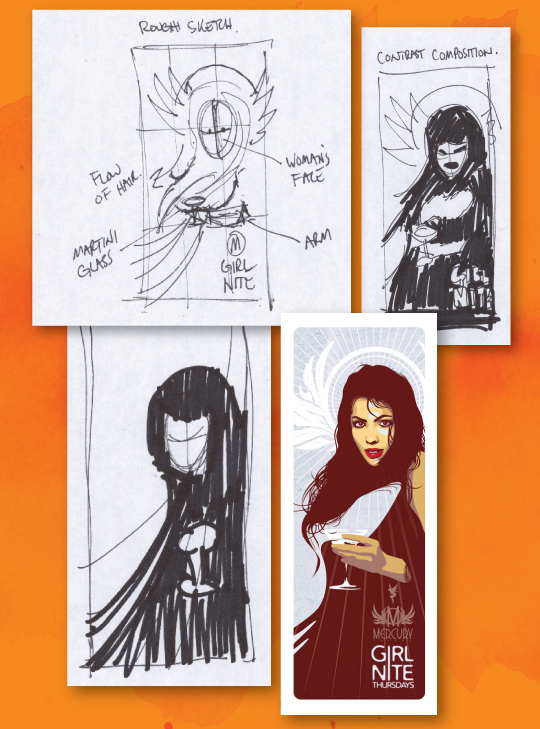 ROUGH SKETCH.
FLOW
OF HAIR.
WOMAN'S
FACE
MARTINI
GLASS
ARM
M
GIRL
NITE
CONTRAST COMPOSITION.
GIRL
NITE
MERCURY
GIRL
NITE
THURSDAYS